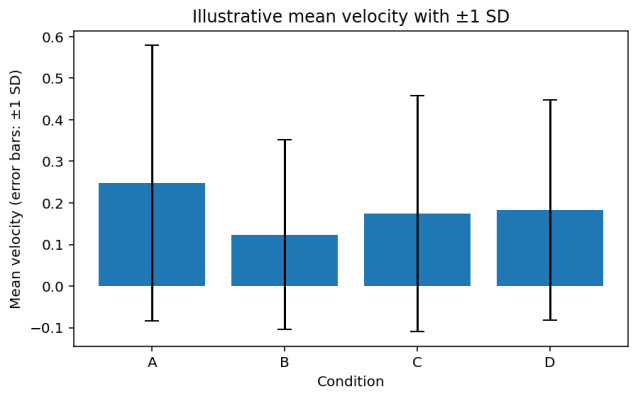 Illustrative mean velocity with ±1 SD
Mean velocity (error bars: ±1 SD)
0.6
0.5
0.4
0.3
0.2
0.1
0.0
−0.1
A B C D
Condition